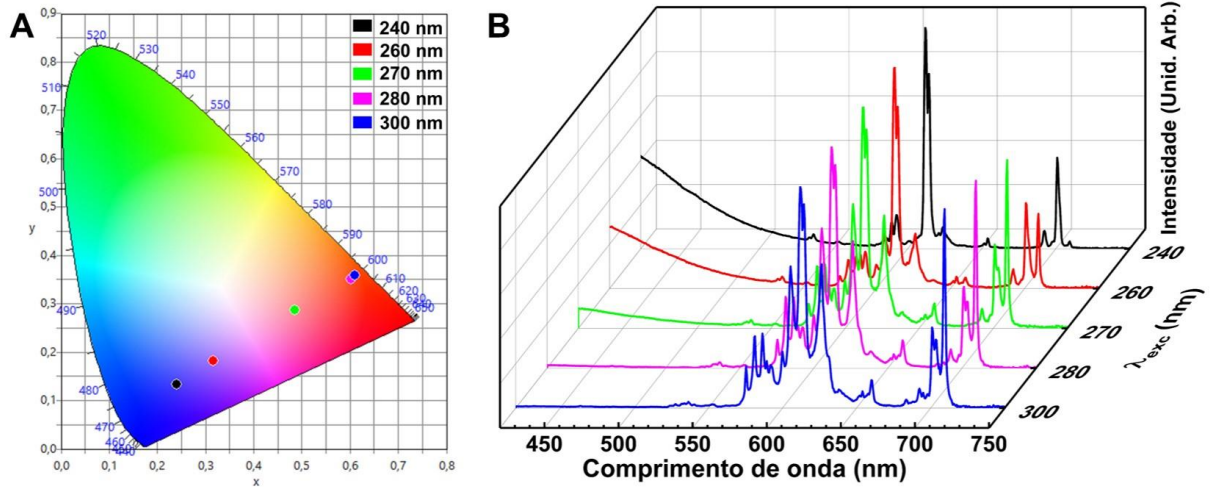 A
0,9
0,8
0,7
0,6
0,5
0,4
0,3
0,2
0,1
0,0
y
0,0 0,1 0,2 0,3 0,4 0,5 0,6 0,7 0,8
x
520
530
540
510
550
560
570
500
580
590
600
610
620
630
490
480
470
460
240 nm
260 nm
270 nm
280 nm
300 nm
B
Intensidade (Unid. Arb.)
240
260
270
280
300
λexc (nm)
450 500 550 600 650 700 750
Comprimento de onda (nm)